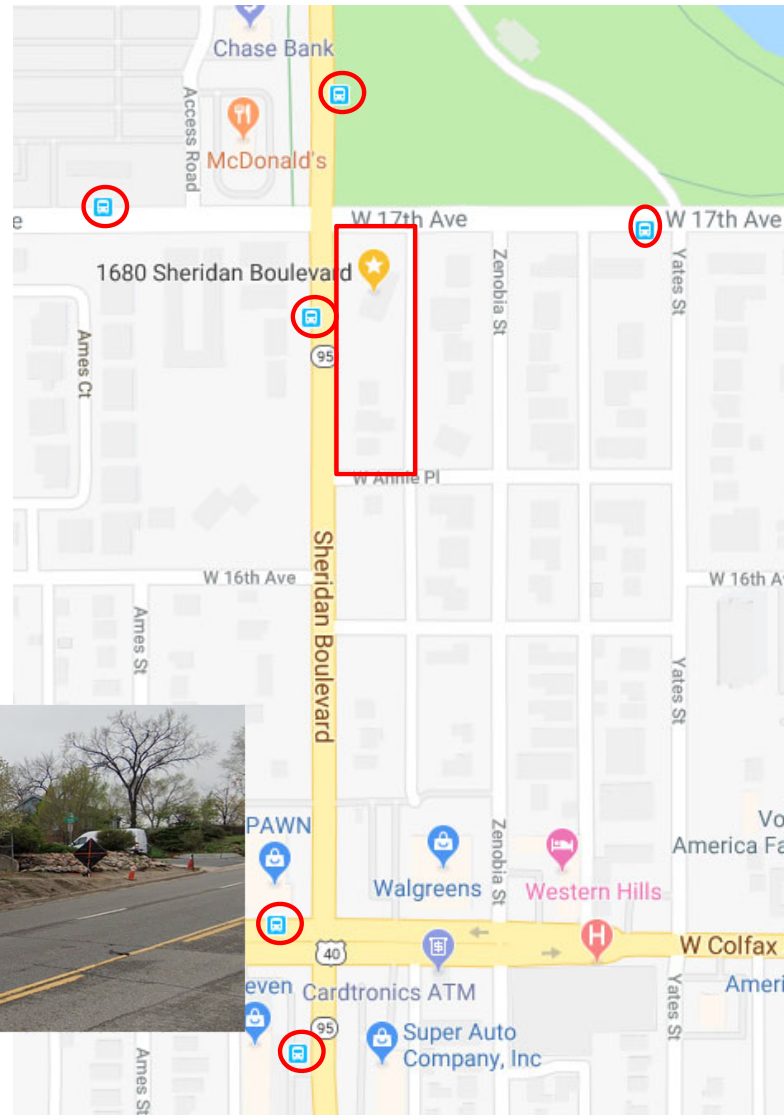 Chase Bank
Access Road
McDonald's
e
W 17th Ave
W 17th Ave
1680 Sheridan Boulevard
Zenobia St
Yates St
Ames Ct
95
W Annie Pl
W 16th Ave
W 16th A
Sheridan Boulevard
Ames St
Yates St
PAWN
Zenobia St
Vo
America Fa
Walgreens
Western Hills
H
40
W Colfax
even
Cardtronics ATM
Ameri
95
Super Auto
Company, Inc
Yates St
Ames St